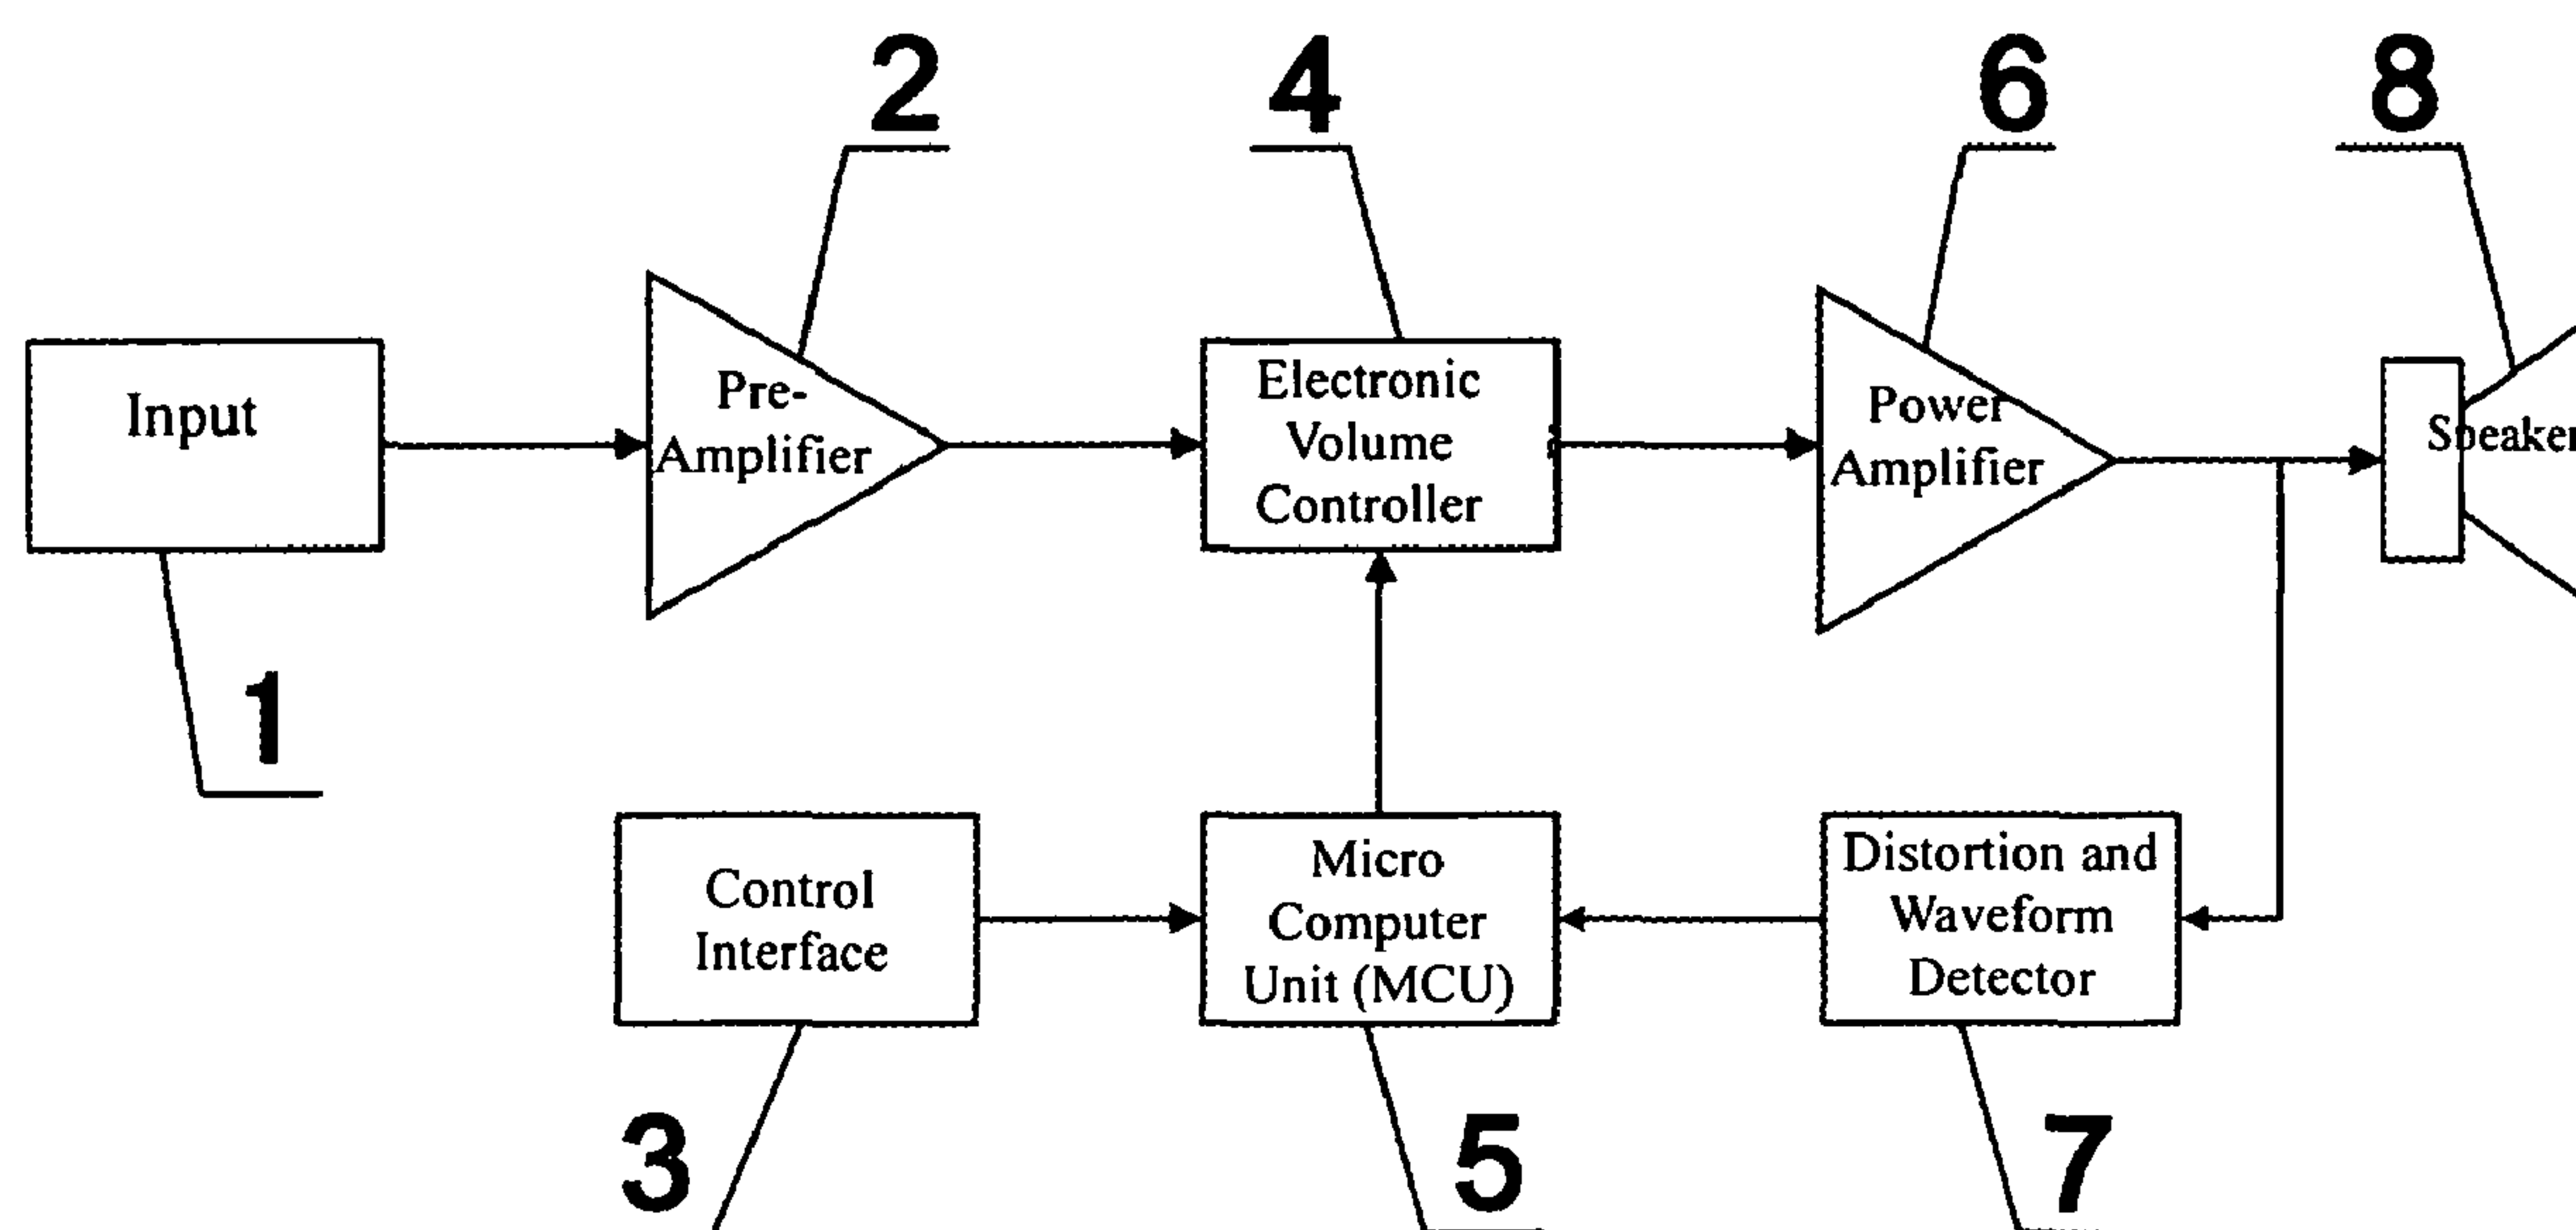 2
4
6
8
Input
Pre-
Amplifier
Electronic
Volume
Controller
Power
Amplifier
Speaker
1
Control
Interface
Micro
Computer
Unit (MCU)
Distortion and
Waveform
Detector
3
5
7